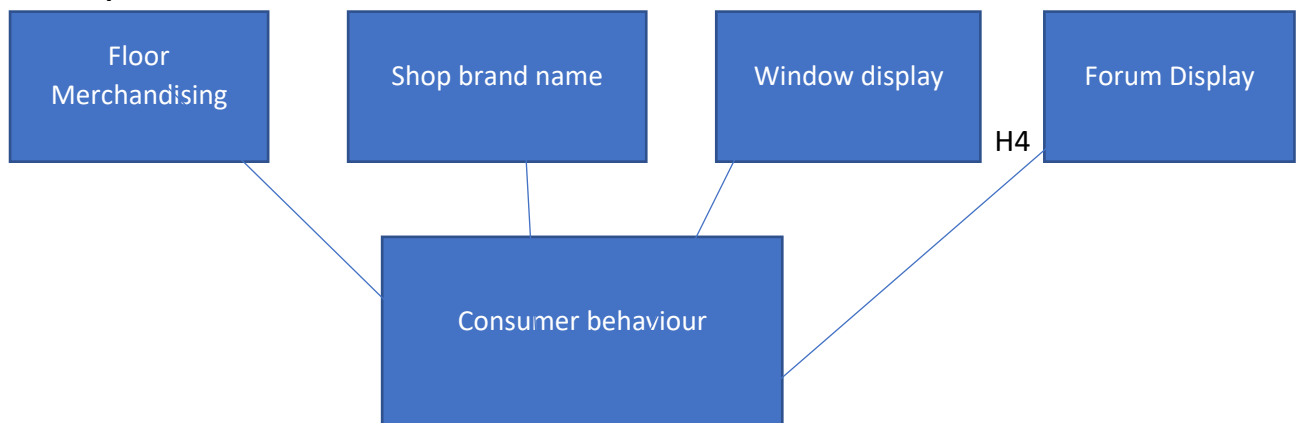 Floor
Merchandising
Shop brand name
Window display
Forum Display
H4
Consumer behaviour